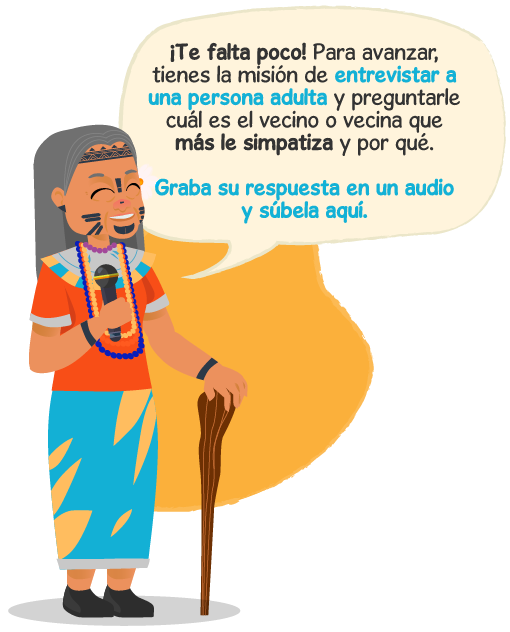 ¡Te falta poco! Para avanzar,
tienes la misión de entrevistar a
una persona adulta y preguntarle
cuál es el vecino o vecina que
más le simpatiza y por qué.
Graba su respuesta en un audio
y súbela aquí.